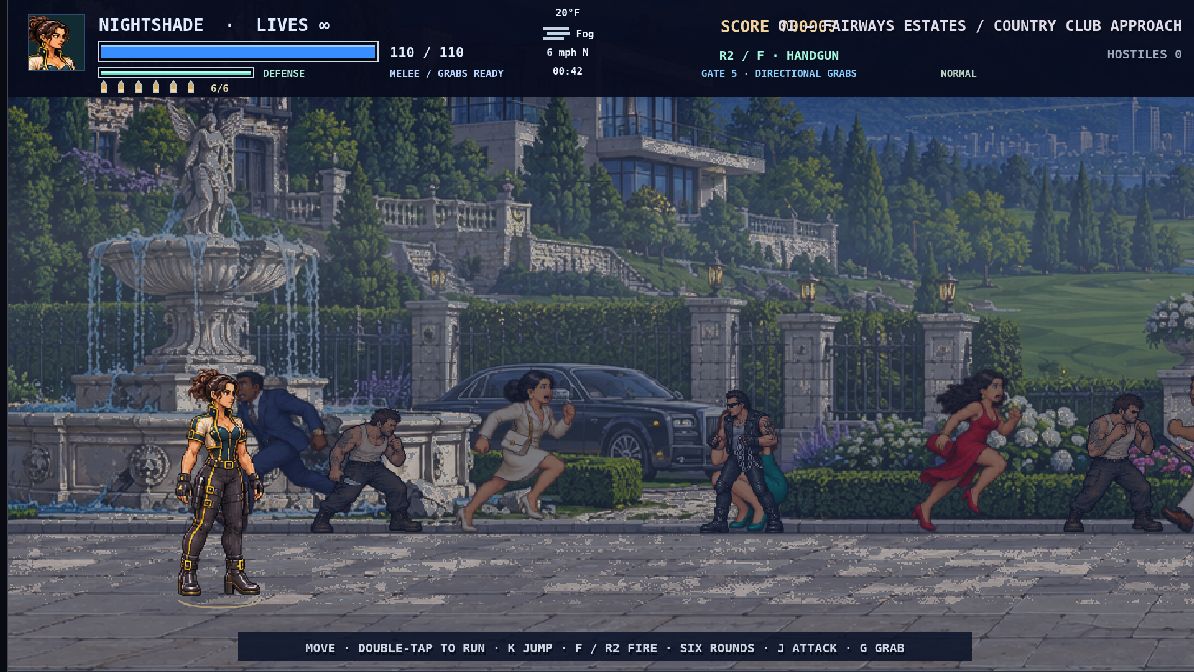 NIGHTSHADE · LIVES ∞
110 / 110
DEFENSE
MELEE / GRABS READY
6/6
20°F
Fog
6 mph N
00:42
SCORE
FAIRWAYS ESTATES / COUNTRY CLUB APPROACH
R2 / F · HANDGUN
HOSTILES 0
GATE 5 · DIRECTIONAL GRABS
NORMAL
MOVE · DOUBLE-TAP TO RUN · K JUMP · F / R2 FIRE · SIX ROUNDS · J ATTACK · G GRAB